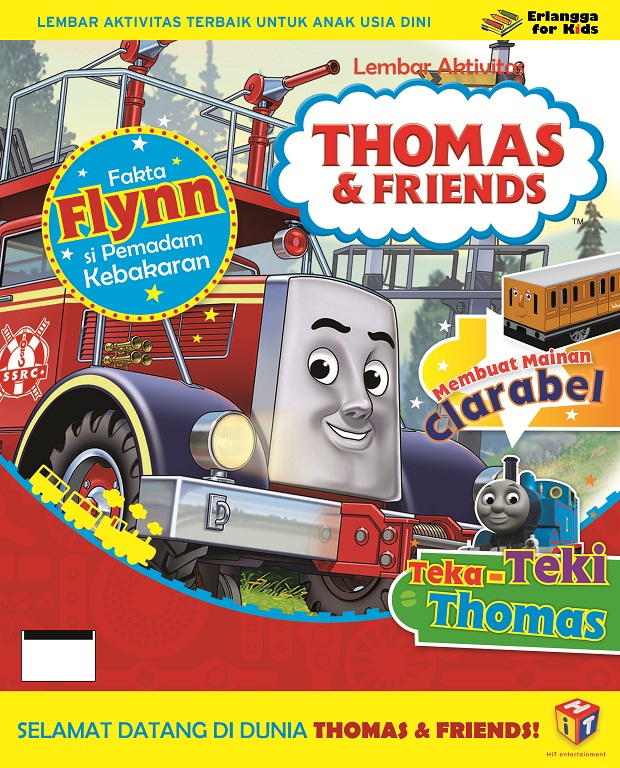 LEMBAR AKTIVITAS TERBAIK UNTUK ANAK USIA DINI
Erlangga
for Kids
Lembar Aktivitas
THOMAS
& FRIENDS
TM
Fakta
Flynn
si Pemadam
Kebakaran
SSRC
Membuat Mainan
Clarabel
Teka-Teki
Thomas
SELAMAT DATANG DI DUNIA THOMAS & FRIENDS!
HiT
HiT entertainment